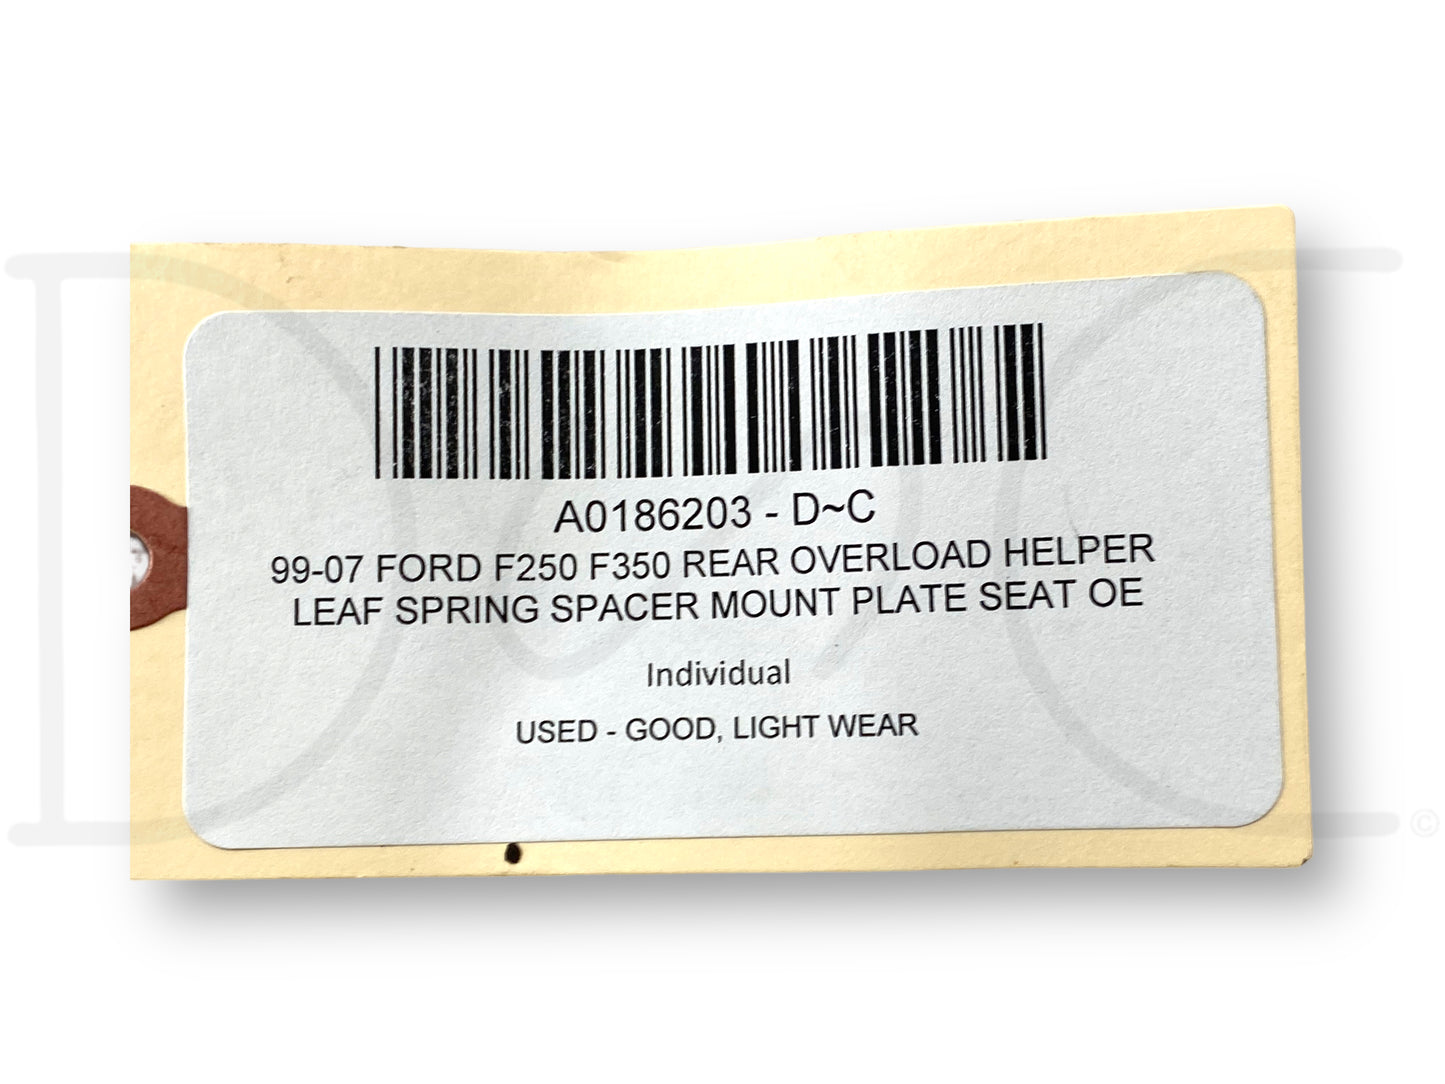 A0186203 - D~C
99-07 FORD F250 F350 REAR OVERLOAD HELPER
LEAF SPRING SPACER MOUNT PLATE SEAT OE
Individual
USED - GOOD, LIGHT WEAR
©